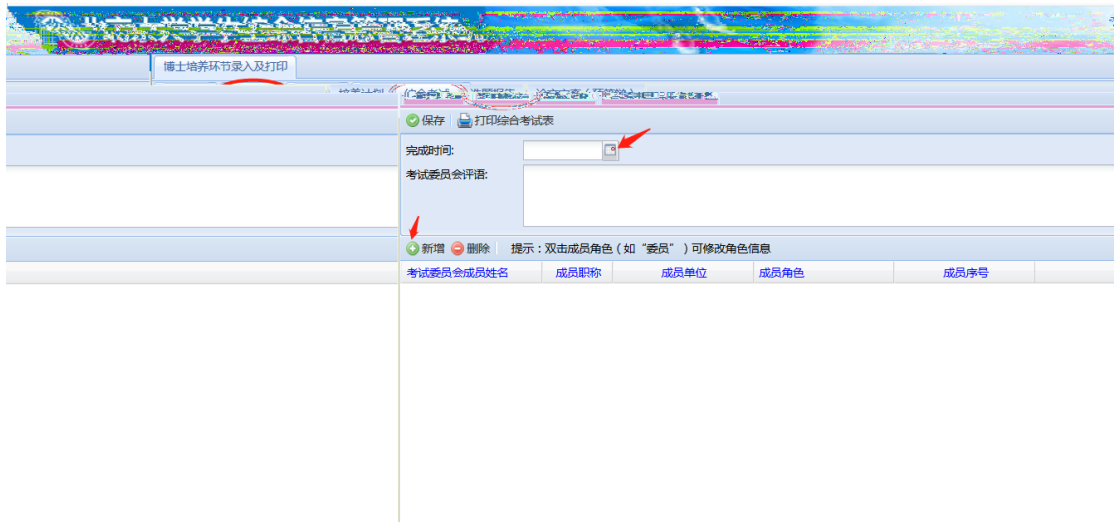 博士培养环节录入及打印
培养计划
保存 打印综合考试表
完成时间:
考试委员会评语:
新增 删除 提示：双击成员角色（如“委员”）可修改角色信息
考试委员会成员姓名 成员职称 成员单位 成员角色 成员序号